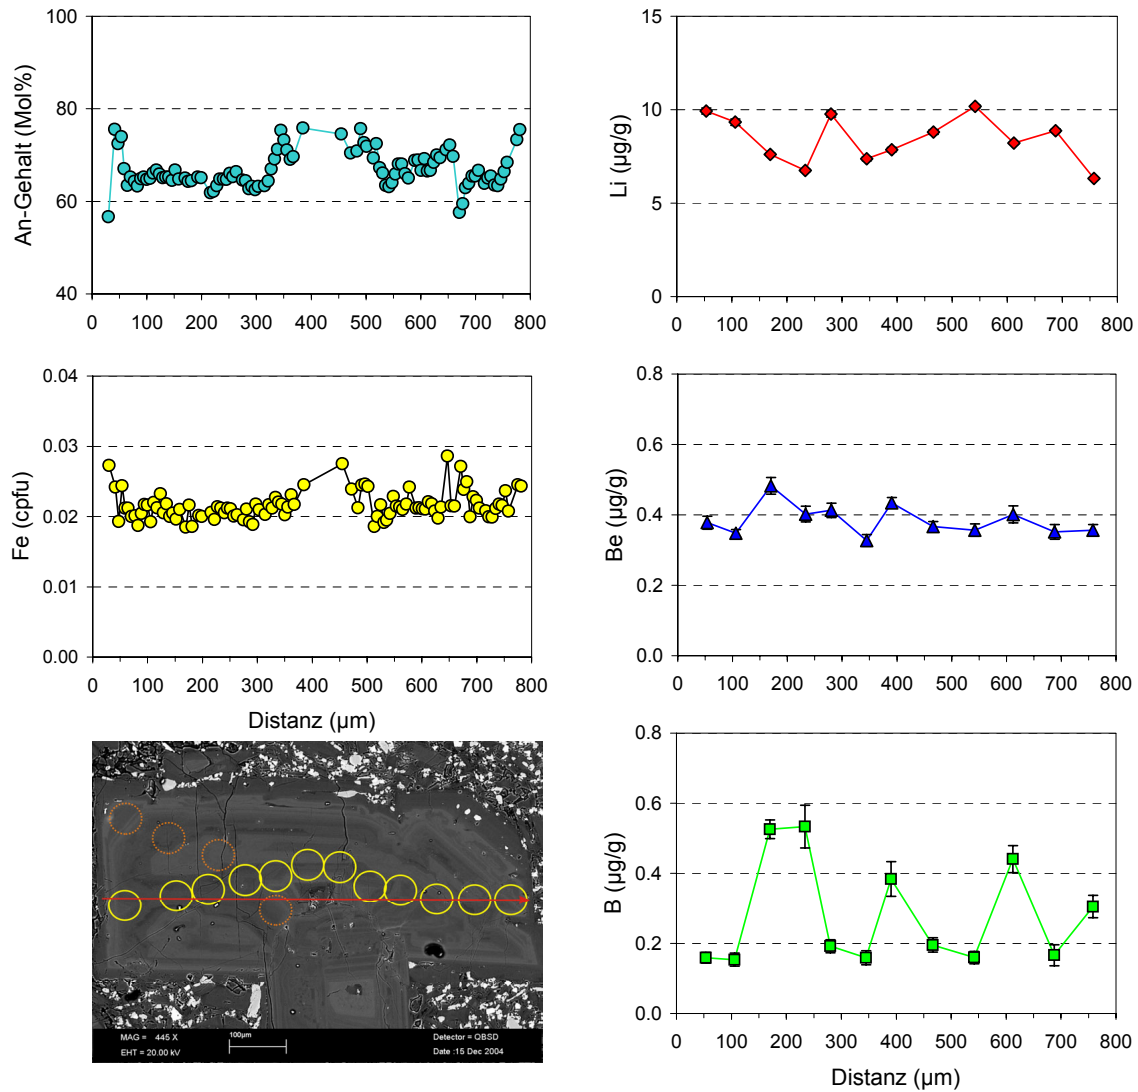 An-Gehalt (Mol%)
100
80
60
40
0 100 200 300 400 500 600 700 800
Li (µg/g)
15
10
5
0
0 100 200 300 400 500 600 700 800
Fe (cpfu)
0.04
0.03
0.02
0.01
0.00
0 100 200 300 400 500 600 700 800
Distanz (µm)
Be (µg/g)
0.8
0.6
0.4
0.2
0.0
0 100 200 300 400 500 600 700 800
MAG = 445 X
EHT = 20.00 kV
100µm
Detector = QBSD
Date :15 Dec 2004
B (µg/g)
0.8
0.6
0.4
0.2
0.0
0 100 200 300 400 500 600 700 800
Distanz (µm)